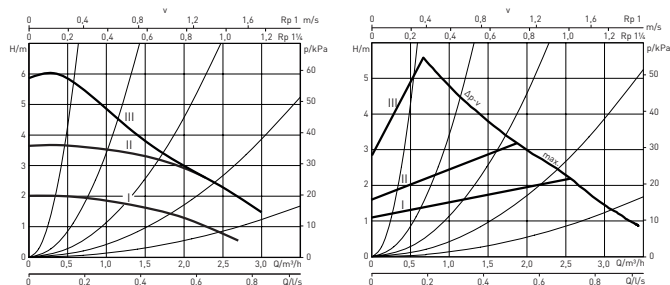 v
0 0,4 0,8 1,2 1,6 Rp 1 m/s
0 0,2 0,4 0,6 0,8 1,0 1,2 Rp 1¼
H/m p/kPa
6 60
5 50
4 40
3 30
2 20
1 10
0 0
III
II
I
0 0,5 1,0 1,5 2,0 2,5 3,0 Q/m³/h
0 0,2 0,4 0,6 0,8 Q/l/s
v
0 0,4 0,8 1,2 1,6 Rp 1
m/s
0 0,2 0,4 0,6 0,8 1,0 Rp 1¼
H/m p/kPa
5 50
4 40
3 30
2 20
1 10
0 0
III
II
I
Δp-v
max
0 0,5 1,0 1,5 2,0 2,5 3,0 Q/m³/h
0 0.2 0.4 0.6 0.8 Q/l/s